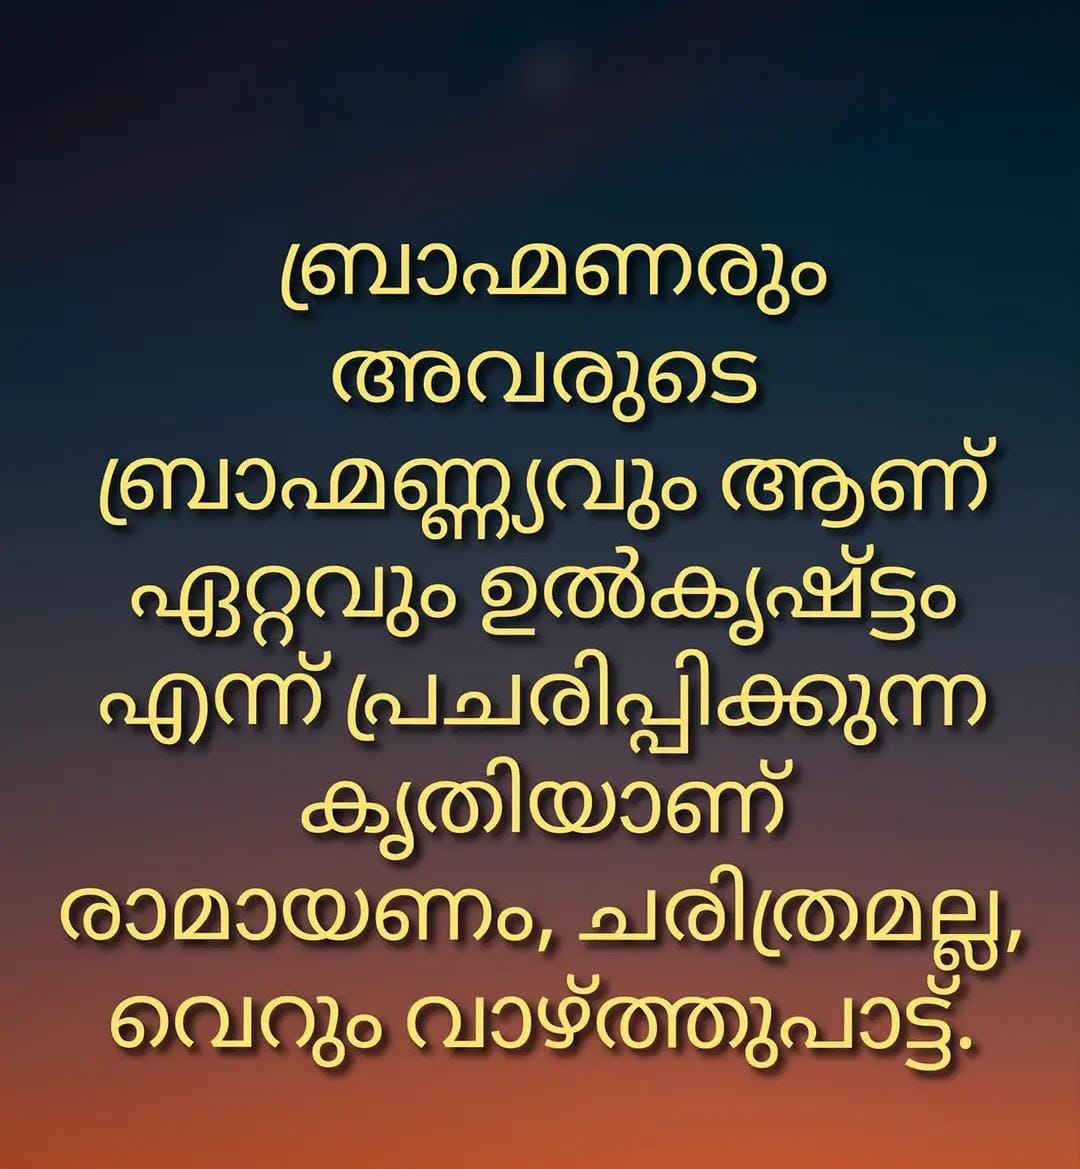 ബ്രാഹ്മണരും
അവരുടെ
ബ്രാഹ്മണ്ണ്യവും ആണ്
ഏറ്റവും ഉൽകൃഷ്ട്ടം
എന്ന് പ്രചരിപ്പിക്കുന്ന
കൃതിയാണ്
രാമായണം, ചരിത്രമല്ല,
വെറും വാഴ്ത്തുപാട്ട്.